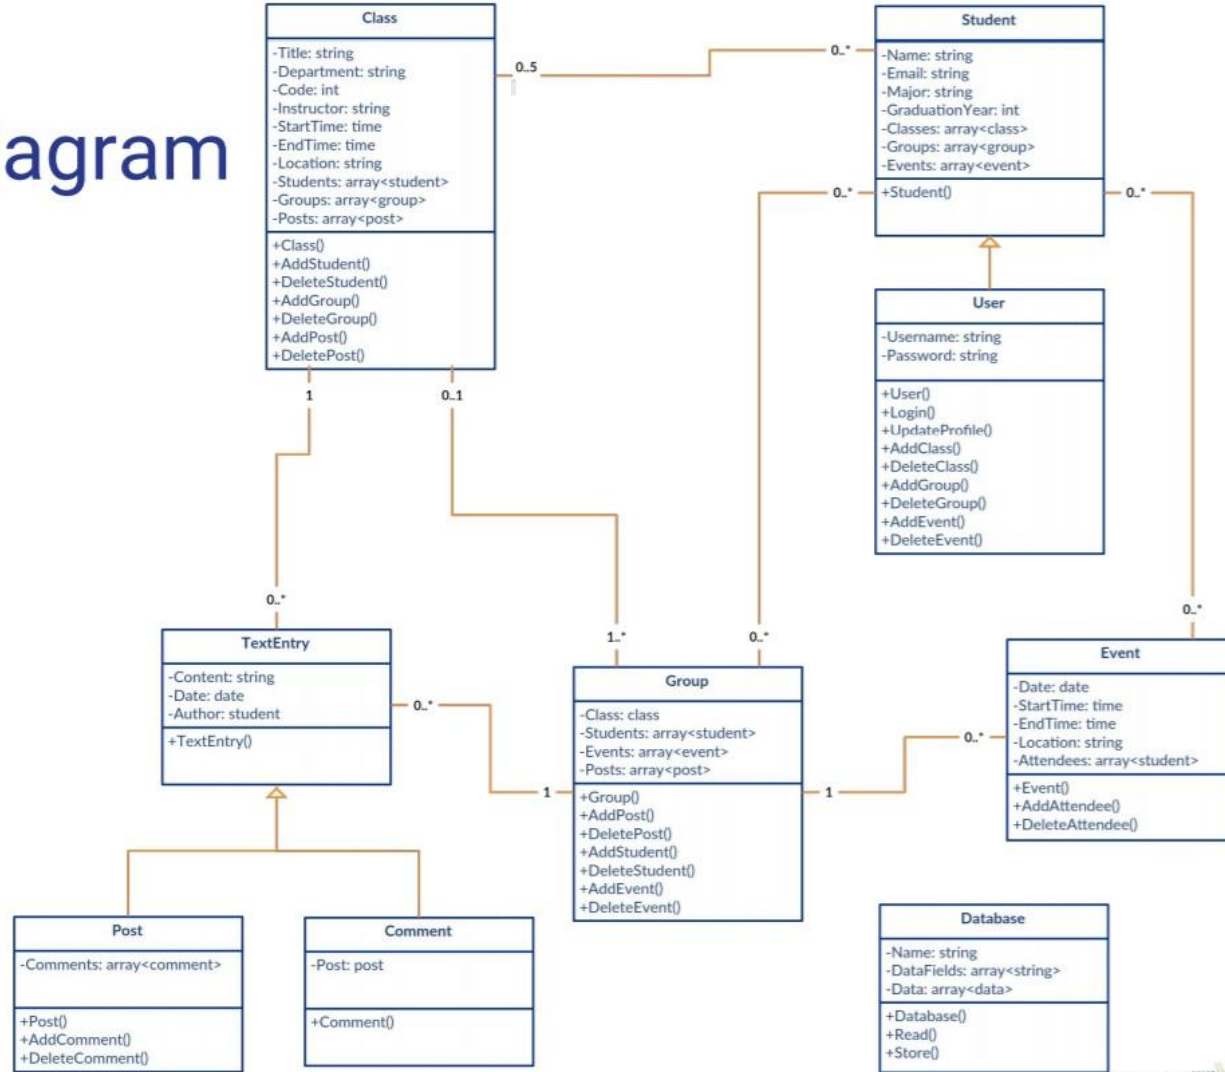 agram
Class
-Title: string
-Department: string
-Code: int
-Instructor: string
-StartTime: time
-EndTime: time
-Location: string
-Students: array<student>
-Groups: array<group>
-Posts: array<post>
+Class()
+AddStudent()
+DeleteStudent()
+AddGroup()
+DeleteGroup()
+AddPost()
+DeletePost()
0..5
0..*
Student
-Name: string
-Email: string
-Major: string
-GraduationYear: int
-Classes: array<class>
-Groups: array<group>
-Events: array<event>
+Student()
0..*
0..*
User
-Username: string
-Password: string
+User()
+Login()
+UpdateProfile()
+AddClass()
+DeleteClass()
+AddGroup()
+DeleteGroup()
+AddEvent()
+DeleteEvent()
1
0..1
0..*
1..*
0..*
0..*
TextEntry
-Content: string
-Date: date
-Author: student
+TextEntry()
0..*
1
Group
-Class: class
-Students: array<student>
-Events: array<event>
-Posts: array<post>
+Group()
+AddPost()
+DeletePost()
+AddStudent()
+DeleteStudent()
+AddEvent()
+DeleteEvent()
1
0..*
Event
-Date: date
-StartTime: time
-EndTime: time
-Location: string
-Attendees: array<student>
+Event()
+AddAttendee()
+DeleteAttendee()
Post
-Comments: array<comment>
+Post()
+AddComment()
+DeleteComment()
Comment
-Post: post
+Comment()
Database
-Name: string
-DataFields: array<string>
-Data: array<data>
+Database()
+Read()
+Store()